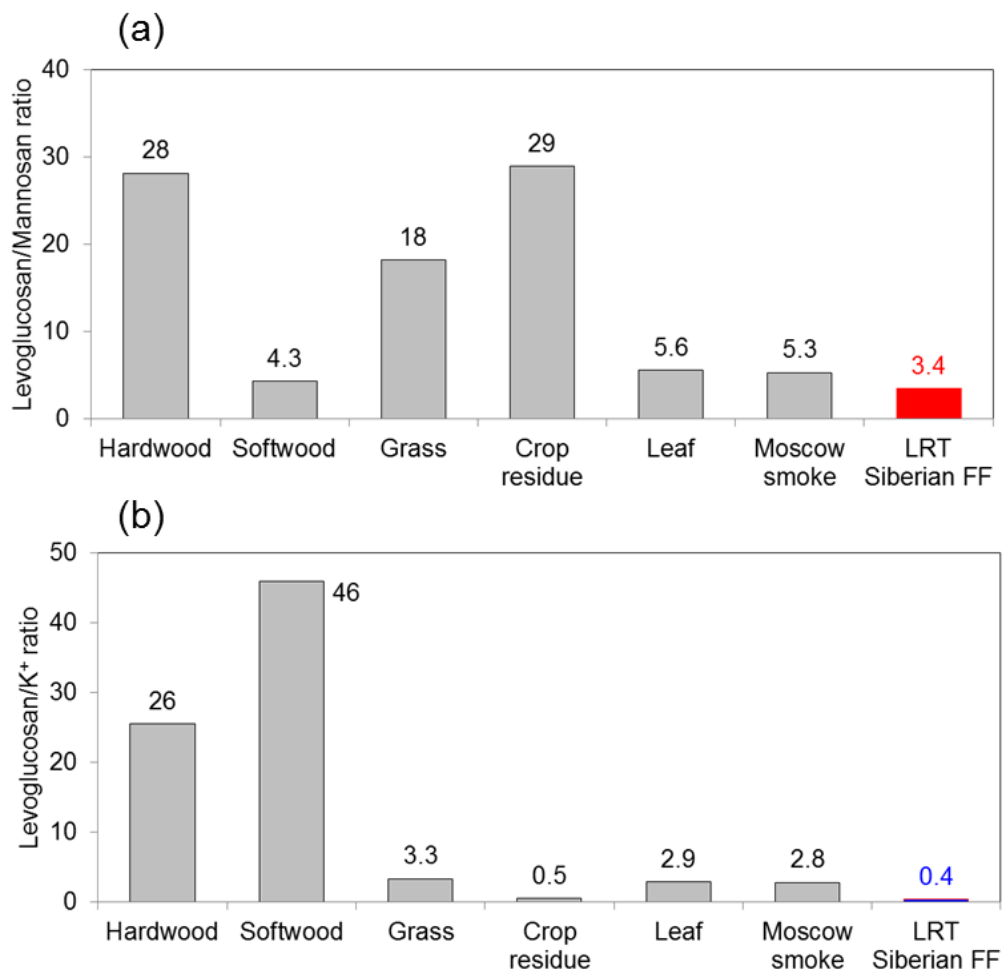 (a)
Levoglucosan/Mannosan ratio
40
30
20
10
0
28
4.3
18
29
5.6
5.3
3.4
Hardwood
Softwood
Grass
Crop
residue
Leaf
Moscow
smoke
LRT
Siberian FF
(b)
Levoglucosan/K⁺ ratio
50
40
30
20
10
0
26
46
3.3
0.5
2.9
2.8
0.4
Hardwood
Softwood
Grass
Crop
residue
Leaf
Moscow
smoke
LRT
Siberian FF